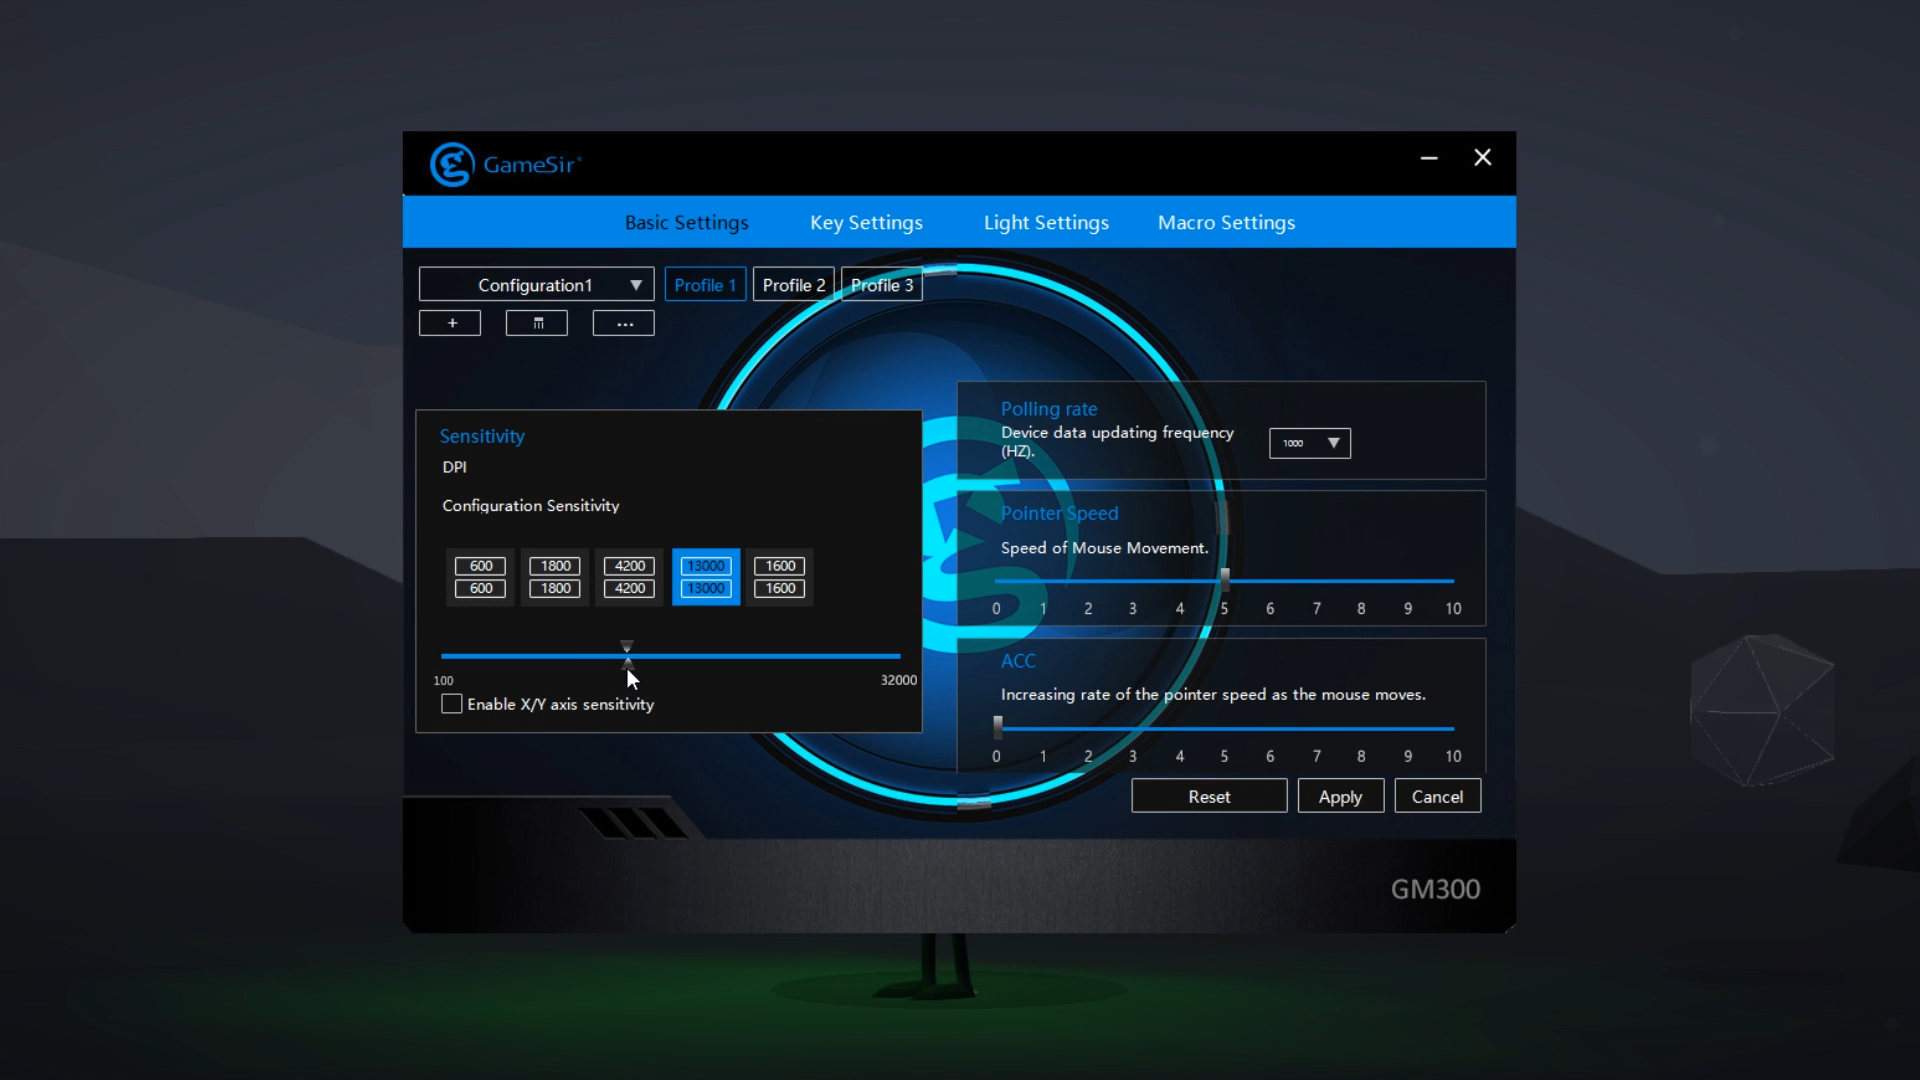 GameSir®
Basic Settings Key Settings Light Settings Macro Settings
Configuration1 Profile 1 Profile 2 Profile 3
+ ...
Sensitivity
DPI
Configuration Sensitivity
600 1800 4200 13000 1600
600 1800 4200 13000 1600
100 32000
Enable X/Y axis sensitivity
Polling rate
Device data updating frequency
(HZ).
1000
Pointer Speed
Speed of Mouse Movement.
0 1 2 3 4 5 6 7 8 9 10
ACC
Increasing rate of the pointer speed as the mouse moves.
0 1 2 3 4 5 6 7 8 9 10
Reset Apply Cancel
GM300